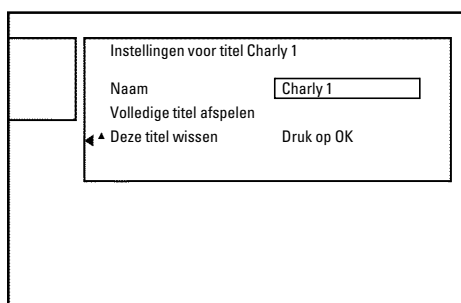 Instellingen voor titel Charly 1
Naam Charly 1
Volledige titel afspelen
Deze titel wissen Druk op OK